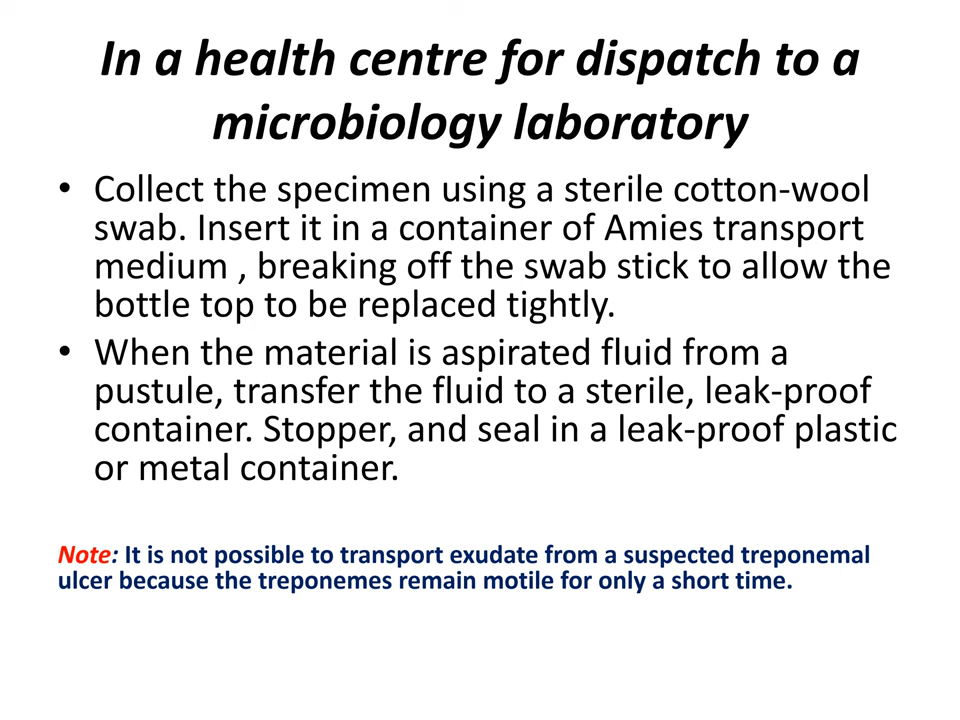 In a health centre for dispatch to a
microbiology laboratory
• Collect the specimen using a sterile cotton-wool
swab. Insert it in a container of Amies transport
medium , breaking off the swab stick to allow the
bottle top to be replaced tightly.
• When the material is aspirated fluid from a
pustule, transfer the fluid to a sterile, leak-proof
container. Stopper, and seal in a leak-proof plastic
or metal container.
Note: It is not possible to transport exudate from a suspected treponemal
ulcer because the treponemes remain motile for only a short time.